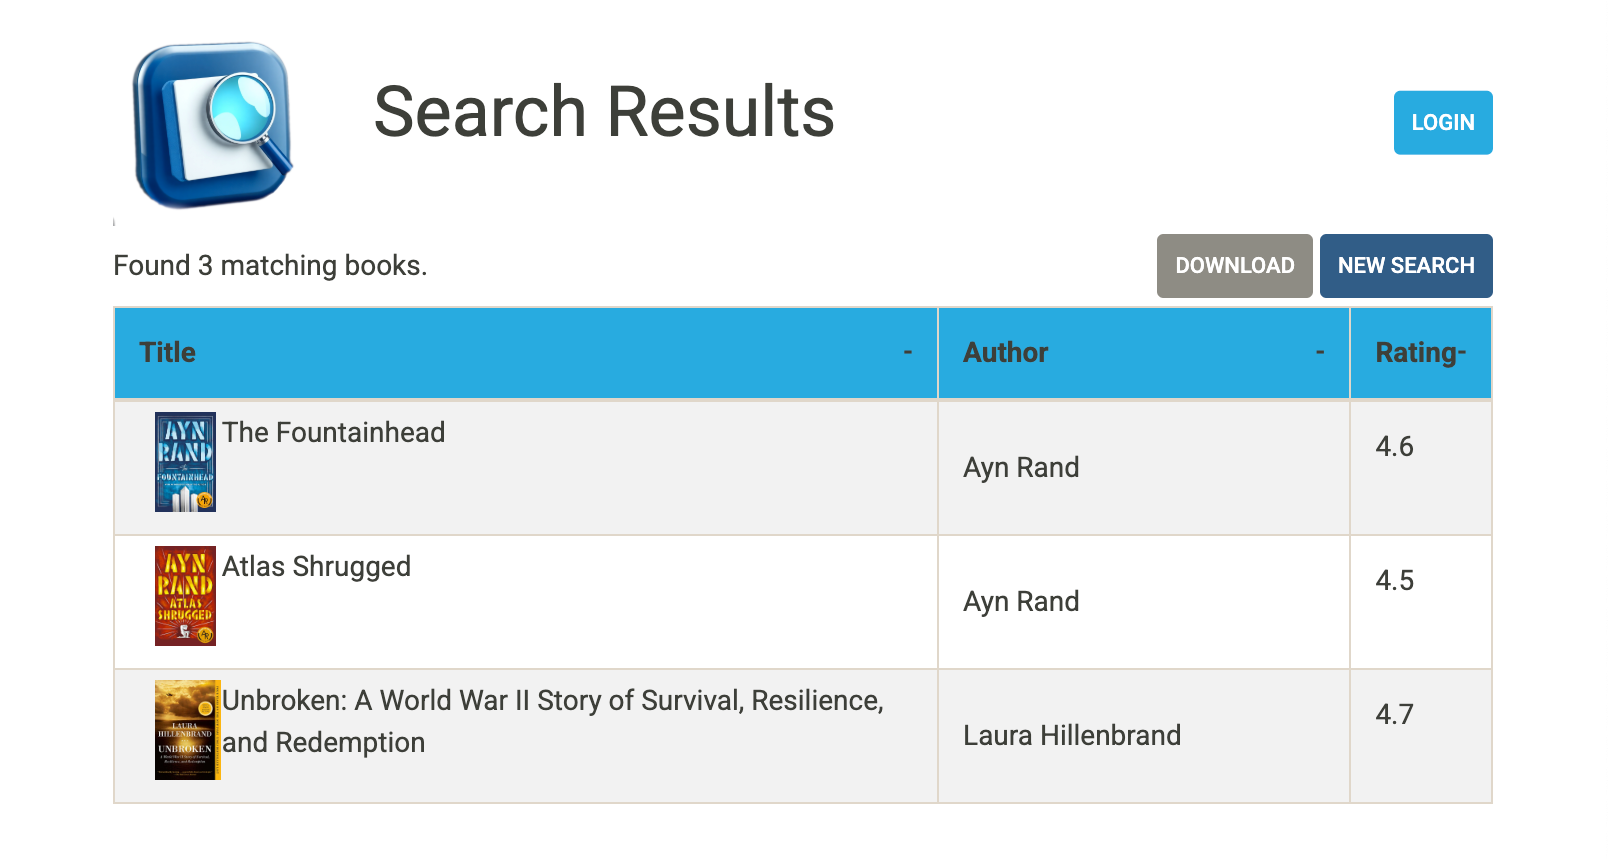 Search Results
LOGIN
Found 3 matching books.
DOWNLOAD
NEW SEARCH
Title - Author - Rating-
AYN
RAND
The
FOUNTAINHEAD
The Fountainhead
Ayn Rand
4.6
AYN
RAND
ATLAS
SHRUGGED
Atlas Shrugged
Ayn Rand
4.5
LAURA
HILLENBRAND
UNBROKEN
Unbroken: A World War II Story of Survival, Resilience,
and Redemption
Laura Hillenbrand
4.7